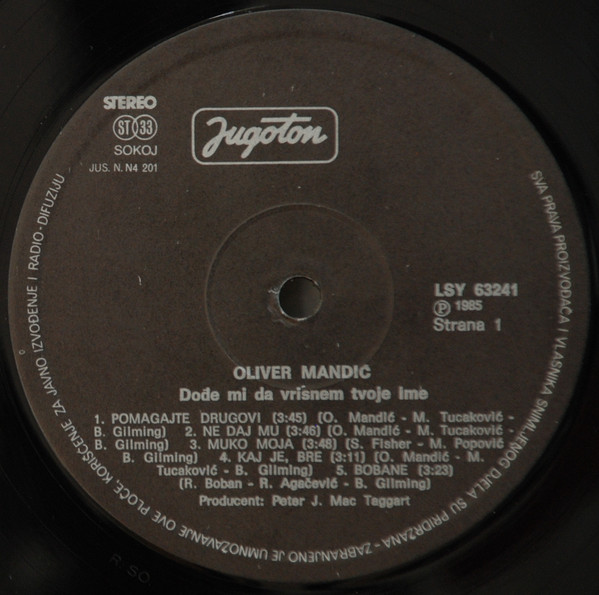 STEREO
ST 33
SOKOJ
JUS. N. N4 201
Jugoton
LSY 63241
Ⓟ 1985
Strana 1
OLIVER MANDIĆ
Dođe mi da vrisnem tvoje ime
1. POMAGAJTE DRUGOVI (3:45) (O. Mandić - M. Tucaković -
B. Gilming) 2. NE DAJ MU (3:46) (O. Mandić - M. Tucaković -
B. Gilming) 3. MUKO MOJA (3:48) (S. Fisher - M. Popović
B. Gilming) 4. KAJ JE, BRE (3:11) (O. Mandić - M.
Tucaković - B. Gilming) 5. BOBANE (3:23)
(R. Boban - R. Agačević - B. Gilming)
Producent: Peter J. Mac Taggart
SVA PRAVA PROIZVOĐAČA I VLASNIKA SNIMLJENOG DJELA SU PRIDRŽANA - ZABRANJENO JE UMNOŽAVANJE OVE PLOČE, KORIŠĆENJE ZA JAVNO IZVOĐENJE I RADIO-DIFUZIJU